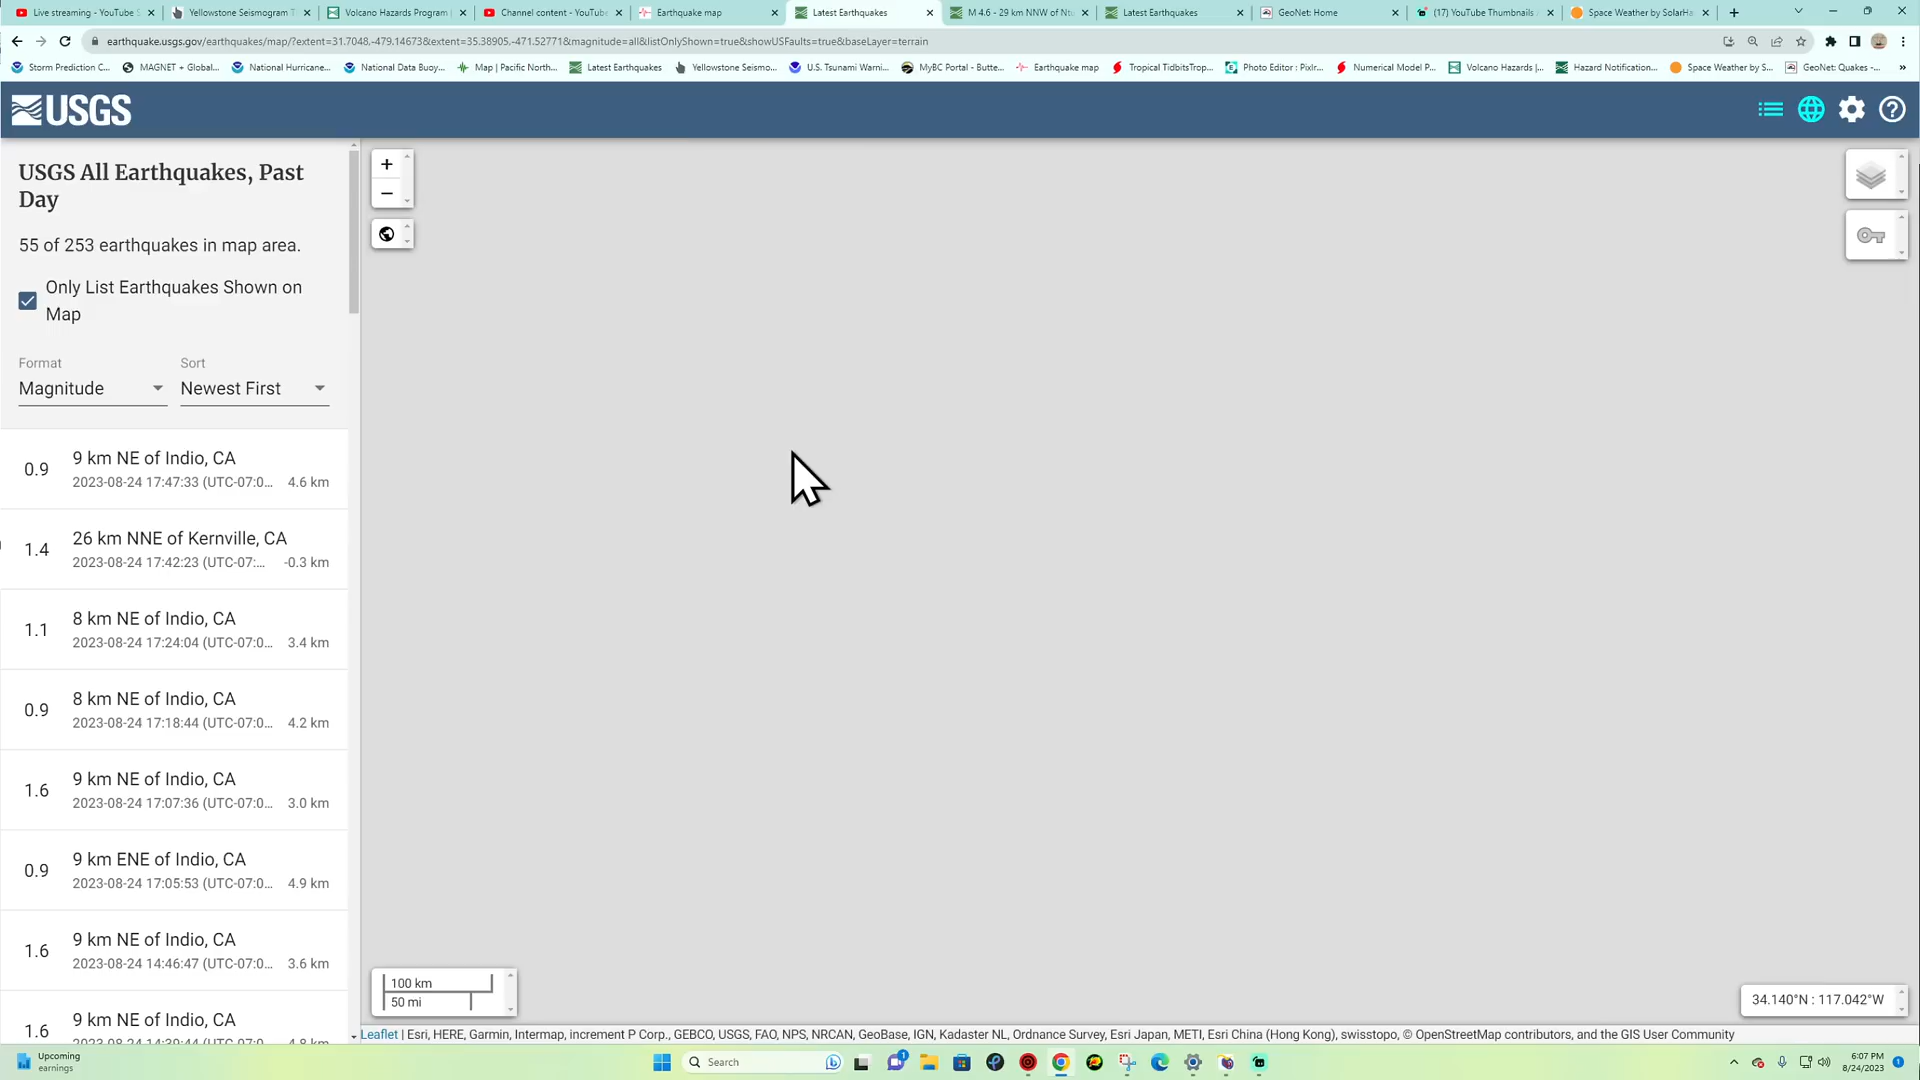 Live streaming - YouTube S
Yellowstone Seismogram T
Volcano Hazards Program |
Channel content - YouTube
Earthquake map
Latest Earthquakes
M 4.6 - 29 km NNW of Ntu
Latest Earthquakes
GeoNet: Home
(17) YouTube Thumbnails
Space Weather by SolarHa
earthquake.usgs.gov/earthquakes/map/?extent=31.7048,-479.14673&extent=35.38905,-471.52771&magnitude=all&listOnlyShown=true&showUSFaults=true&baseLayer=terrain
Storm Prediction C...
MAGNET + Global...
National Hurricane...
National Data Buoy...
Map | Pacific North...
Latest Earthquakes
Yellowstone Seismo...
U.S. Tsunami Warni...
MyBC Portal - Butte...
Earthquake map
Tropical TidbitsTrop...
Photo Editor : Pixlr...
Numerical Model P...
Volcano Hazards |...
Hazard Notification...
Space Weather by S...
GeoNet: Quakes -...
»
USGS
USGS All Earthquakes, Past
Day
55 of 253 earthquakes in map area.
Only List Earthquakes Shown on
Map
Format
Sort
Magnitude
Newest First
0.9
9 km NE of Indio, CA
2023-08-24 17:47:33 (UTC-07:0... 4.6 km
1.4
26 km NNE of Kernville, CA
2023-08-24 17:42:23 (UTC-07:... -0.3 km
1.1
8 km NE of Indio, CA
2023-08-24 17:24:04 (UTC-07:0... 3.4 km
0.9
8 km NE of Indio, CA
2023-08-24 17:18:44 (UTC-07:0... 4.2 km
1.6
9 km NE of Indio, CA
2023-08-24 17:07:36 (UTC-07:0... 3.0 km
0.9
9 km ENE of Indio, CA
2023-08-24 17:05:53 (UTC-07:0... 4.9 km
1.6
9 km NE of Indio, CA
2023-08-24 14:46:47 (UTC-07:0... 3.6 km
1.6
9 km NE of Indio, CA
2023-08-24 14:39:44 (UTC-07:0... 4.8 km
+
−
100 km
50 mi
34.140°N : 117.042°W
Leaflet | Esri, HERE, Garmin, Intermap, increment P Corp., GEBCO, USGS, FAO, NPS, NRCAN, GeoBase, IGN, Kadaster NL, Ordnance Survey, Esri Japan, METI, Esri China (Hong Kong), swisstopo, © OpenStreetMap contributors, and the GIS User Community
Upcoming
earnings
Search
1
6:07 PM
8/24/2023
1